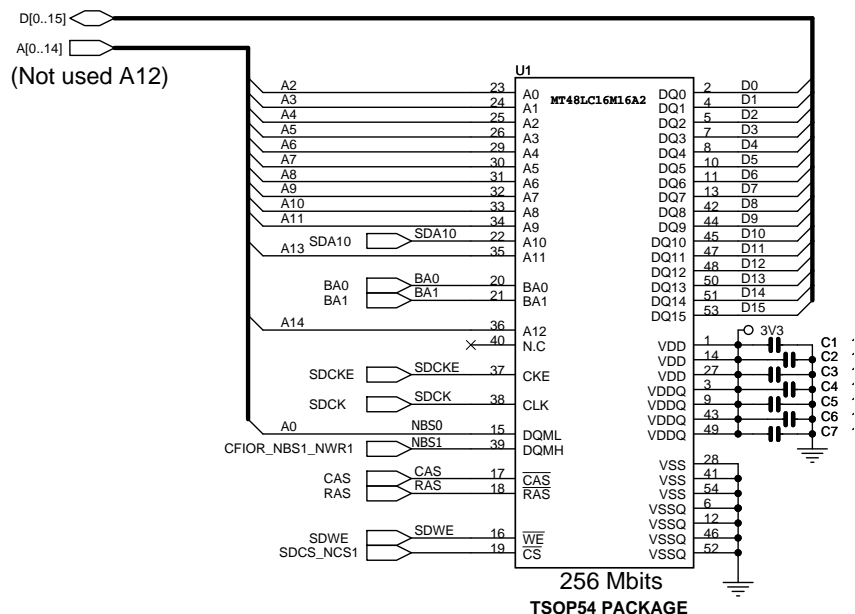 D[0..15]
A[0..14]
(Not used A12)
U1
MT48LC16M16A2
A2 23 A0 DQ0 2 D0
A3 24 A1 DQ1 4 D1
A4 25 A2 DQ2 5 D2
A5 26 A3 DQ3 7 D3
A6 29 A4 DQ4 8 D4
A7 30 A5 DQ5 10 D5
A8 31 A6 DQ6 11 D6
A9 32 A7 DQ7 13 D7
A10 33 A8 DQ8 42 D8
A11 34 A9 DQ9 44 D9
SDA10 SDA10 22 A10 DQ10 45 D10
A13 35 A11 DQ11 47 D11
DQ12 48 D12
BA0 BA0 20 BA0 DQ13 50 D13
BA1 BA1 21 BA1 DQ14 51 D14
DQ15 53 D15
A14 36 A12 3V3
40 N.C VDD 1 C1 1
VDD 14 C2 1
SDCKE SDCKE 37 CKE VDD 27 C3 1
VDDQ 3 C4 1
SDCK SDCK 38 CLK VDDQ 9 C5 1
VDDQ 43 C6 1
A0 NBS0 15 DQML VDDQ 49 C7 1
CFIOR_NBS1_NWR1 NBS1 39 DQMH
VSS 28
CAS CAS 17 CAS VSS 41
RAS RAS 18 RAS VSS 54
VSSQ 6
VSSQ 12
SDWE SDWE 16 WE VSSQ 46
SDCS_NCS1 19 CS VSSQ 52
256 Mbits
TSOP54 PACKAGE